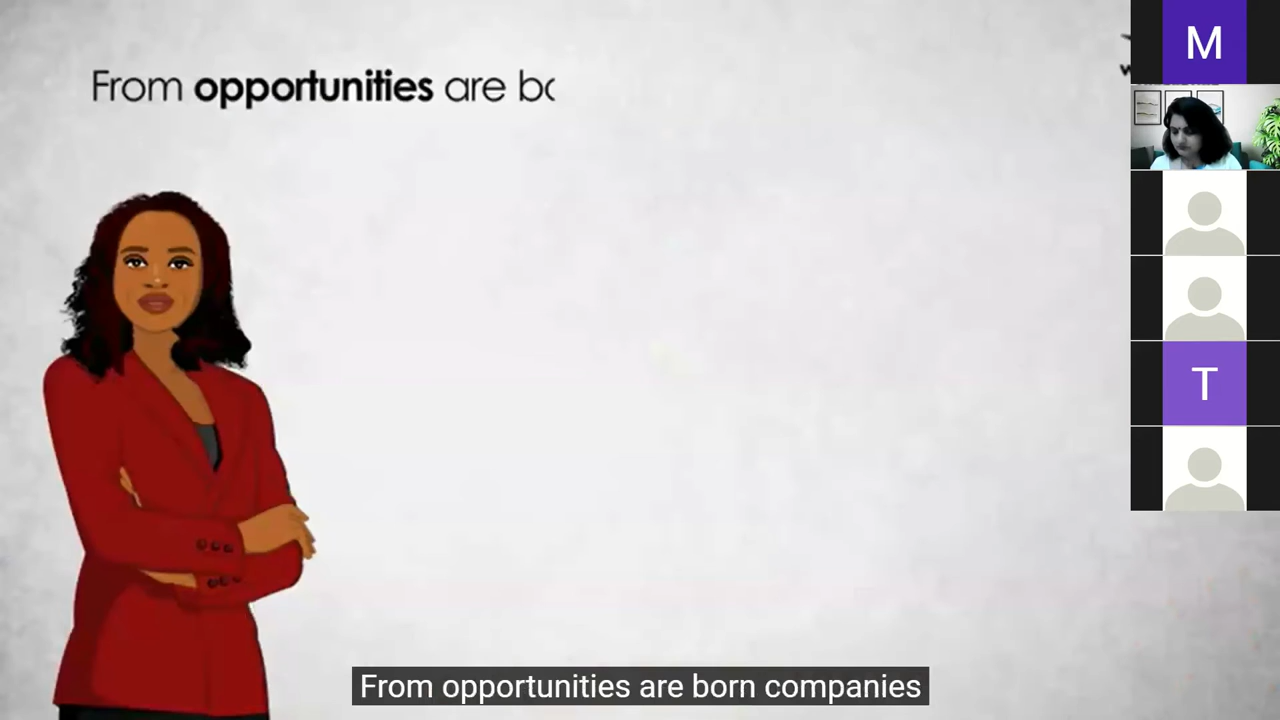 From opportunities are bo
M
T
From opportunities are born companies